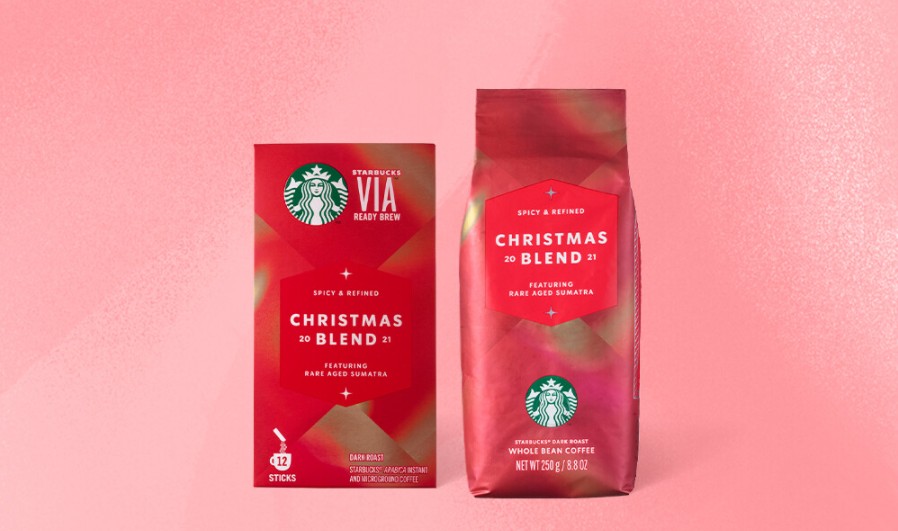 STARBUCKS
VIA
READY BREW
SPICY & REFINED
CHRISTMAS
20 BLEND 21
FEATURING
RARE AGED SUMATRA
12
STICKS
DARK ROAST
STARBUCKS® ARABICA INSTANT
AND MICROGROUND COFFEE
SPICY & REFINED
CHRISTMAS
20 BLEND 21
FEATURING
RARE AGED SUMATRA
STARBUCKS® DARK ROAST
WHOLE BEAN COFFEE
NET WT 250 g / 8.8 OZ